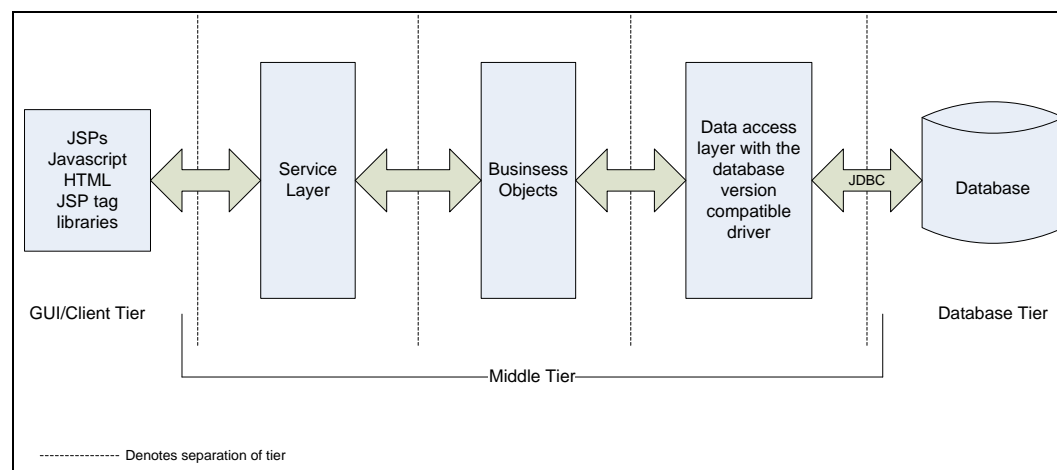 JSPs
Javascript
HTML
JSP tag
libraries
Service
Layer
Businsess
Objects
Data access
layer with the
database
version
compatible
driver
JDBC
Database
GUI/Client Tier
Database Tier
Middle Tier
Denotes separation of tier